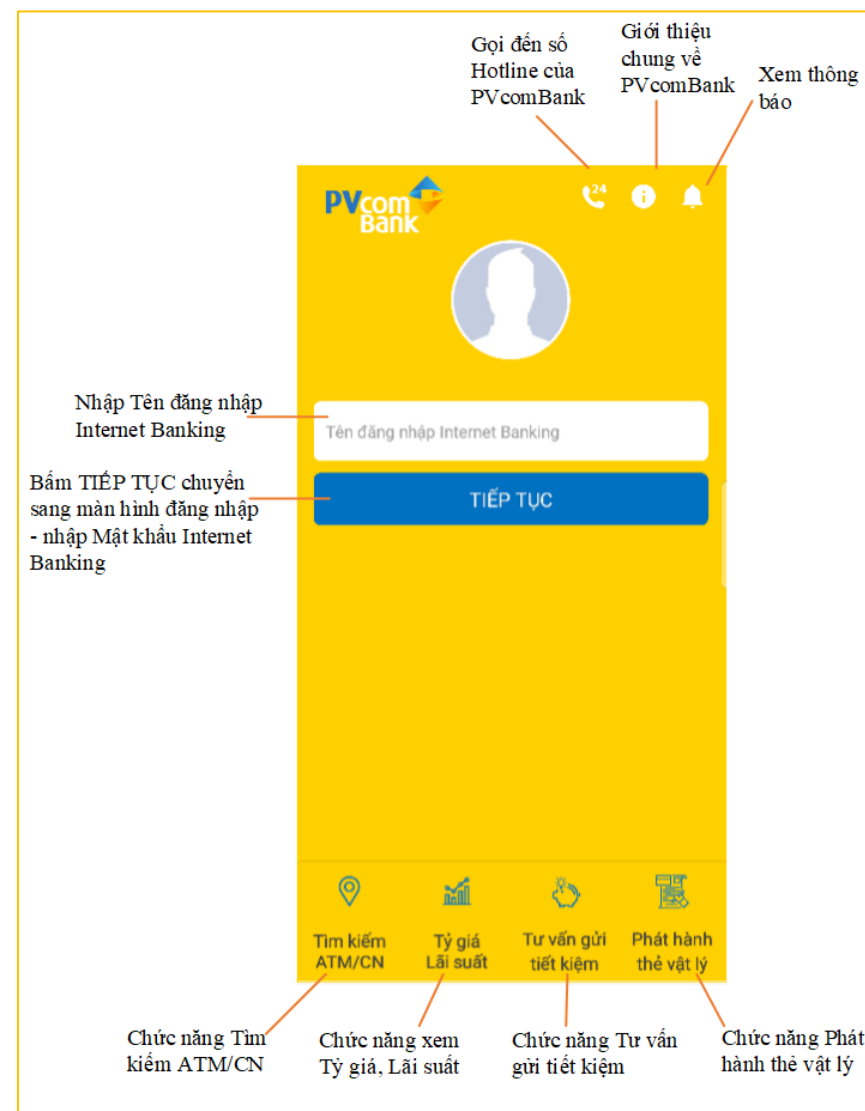 Gọi đến số
Hotline của
PVcomBank
Giới thiệu
chung về
PVcomBank
Xem thông
báo
PVcom
Bank
24
Nhập Tên đăng nhập
Internet Banking
Tên đăng nhập Internet Banking
Bấm TIẾP TỤC chuyển
sang màn hình đăng nhập
- nhập Mật khẩu Internet
Banking
TIẾP TỤC
Tìm kiếm
ATM/CN
Tỷ giá
Lãi suất
Tư vấn gửi
tiết kiệm
Phát hành
thẻ vật lý
Chức năng Tìm
kiếm ATM/CN
Chức năng xem
Tỷ giá, Lãi suất
Chức năng Tư vấn
gửi tiết kiệm
Chức năng Phát
hành thẻ vật lý